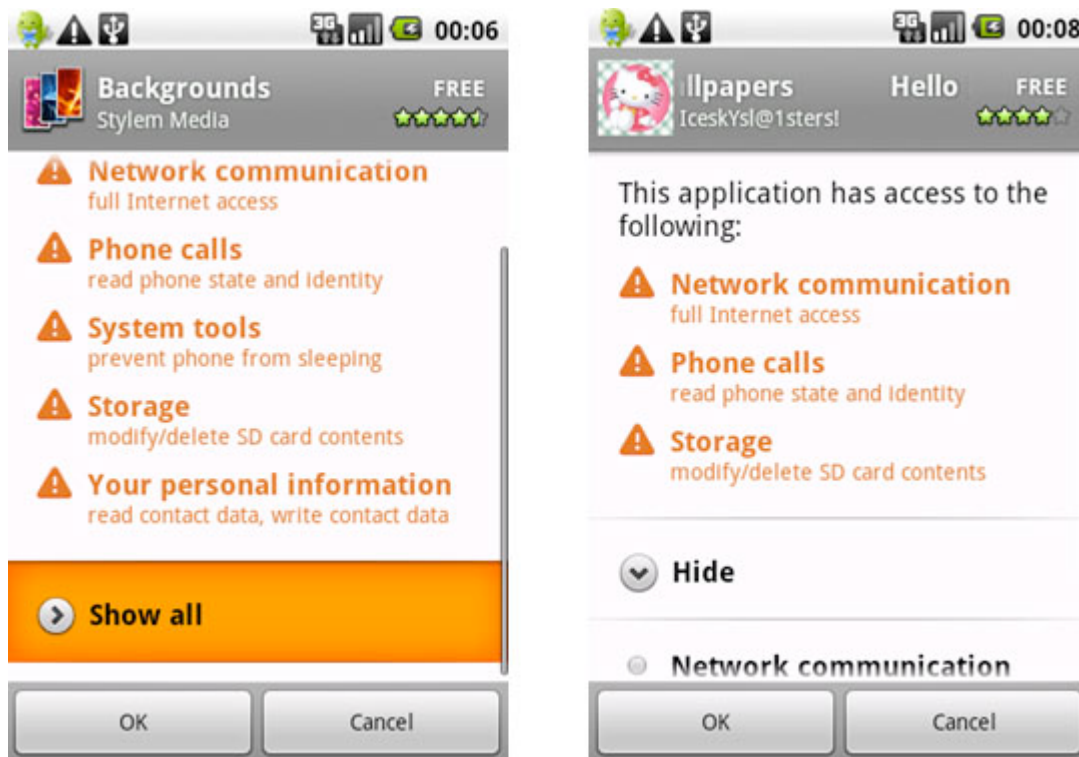 3G 00:06
Backgrounds FREE
Stylem Media
Network communication
full Internet access
Phone calls
read phone state and identity
System tools
prevent phone from sleeping
Storage
modify/delete SD card contents
Your personal information
read contact data, write contact data
Show all
OK Cancel
3G 00:08
llpapers Hello FREE
IceskYsl@1sters!
This application has access to the
following:
Network communication
full Internet access
Phone calls
read phone state and identity
Storage
modify/delete SD card contents
Hide
Network communication
OK Cancel